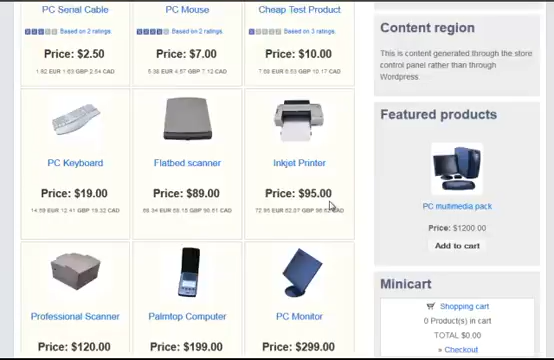 PC Serial Cable
PC Mouse
Cheap Test Product
Based on 2 ratings
Based on 2 ratings
Based on 3 ratings
Price: $2.50
Price: $7.00
Price: $10.00
PC Keyboard
Flatbed scanner
Inkjet Printer
Price: $19.00
Price: $89.00
Price: $95.00
Professional Scanner
Palmtop Computer
PC Monitor
Price: $120.00
Price: $199.00
Price: $299.00
Content region
This is content generated through the store
control panel rather than through
Wordpress
Featured products
PC multimedia pack
Price: $1200.00
Add to cart
Minicart
Shopping cart
0 Product(s) in cart
TOTAL $0.00
» Checkout